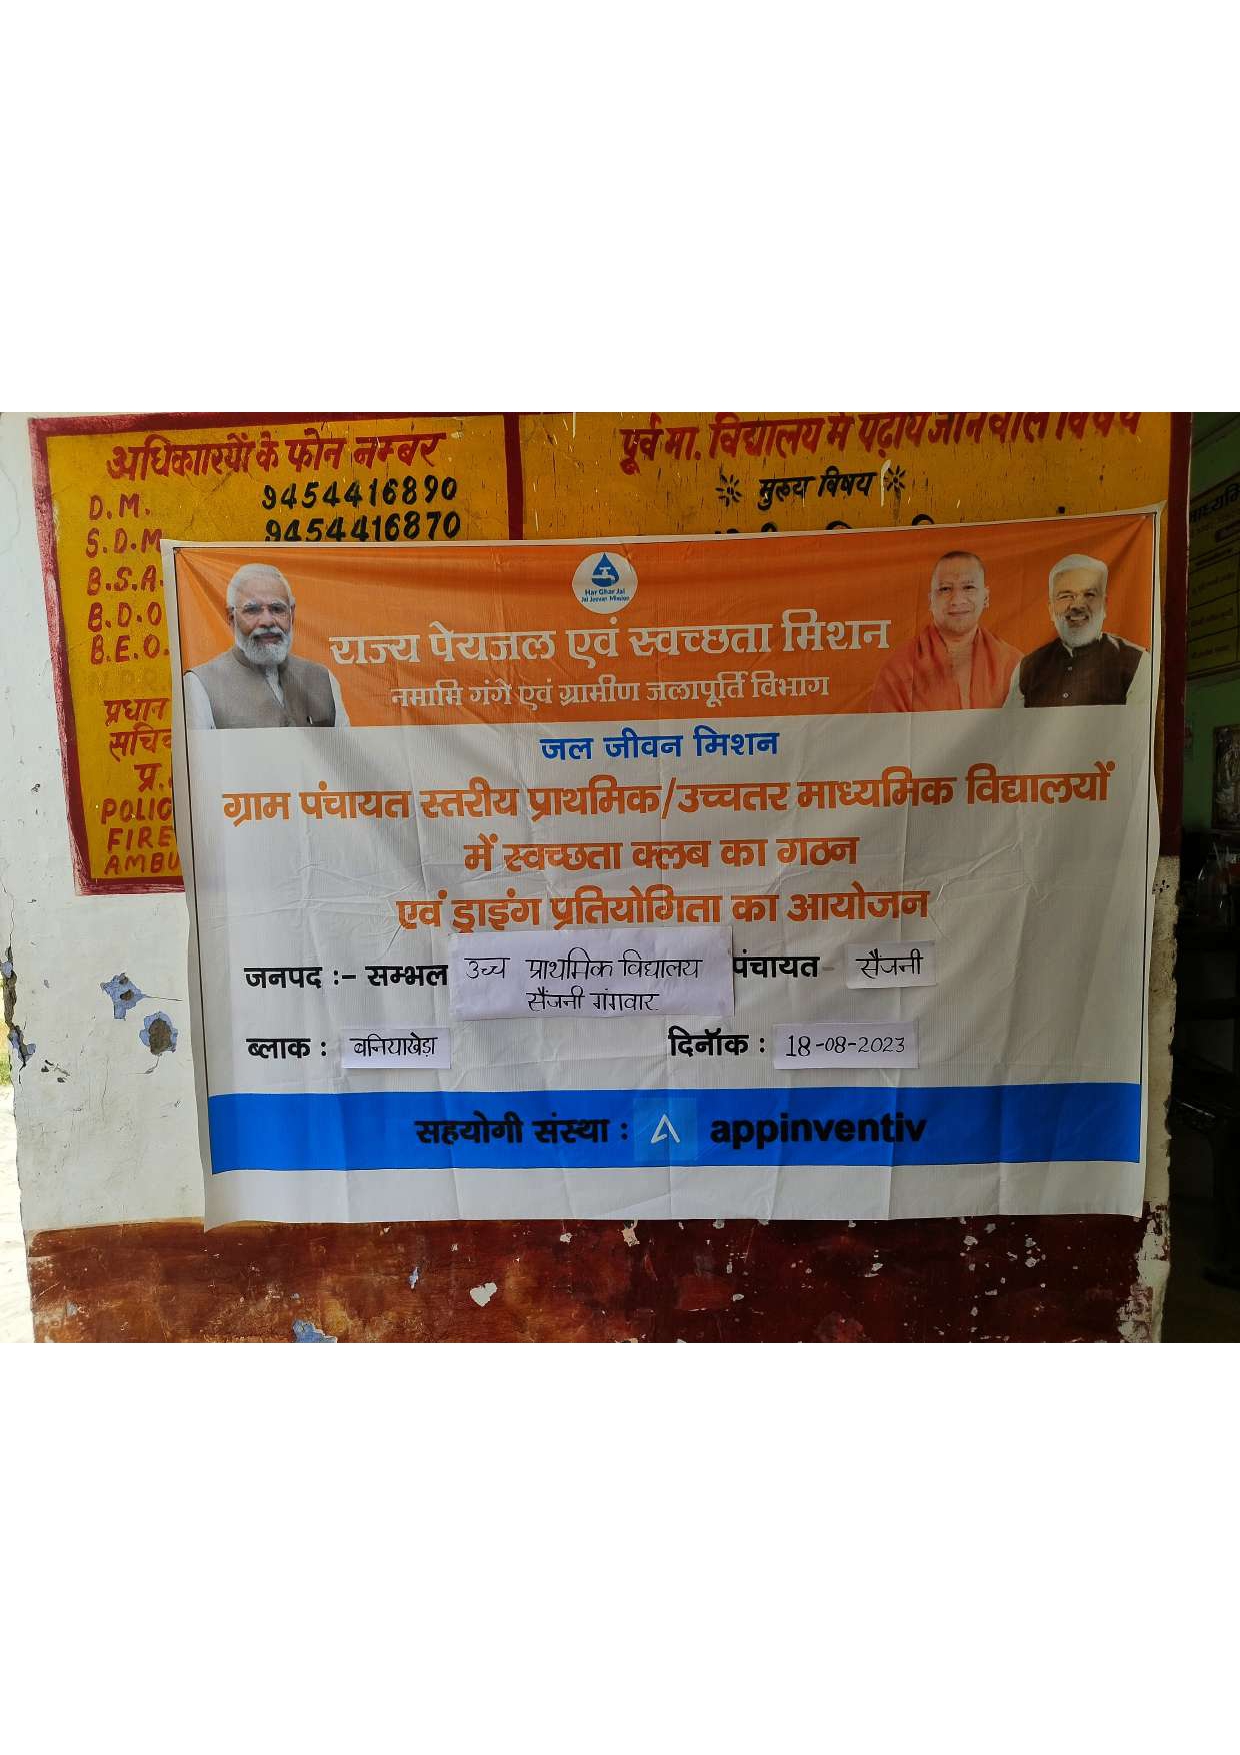 अधिकारियों के फोन नम्बर
D.M. 9454416890
S.D.M 9454416870
B.S.A.
B.D.O
B.E.O.
प्रधान
प्र.
FIRE
पूर्व मा. विद्यालय में पढ़ाये जाने वाले विषय
मुख्य विषय
Har Ghar Jal
Jal Jeevan Mission
राज्य पेयजल एवं स्वच्छता मिशन
नमामि गंगे एवं ग्रामीण जलापूर्ति विभाग
जल जीवन मिशन
ग्राम पंचायत स्तरीय प्राथमिक/उच्चतर माध्यमिक विद्यालयों
में स्वच्छता क्लब का गठन
एवं ड्राइंग प्रतियोगिता का आयोजन
जनपद :– सम्भल उच्च प्राथमिक विद्यालय पंचायत- सैंजनी
सैंजनी गंगवार
ब्लाक : बनियाखेड़ा दिनॉक : 18-08-2023
सहयोगी संस्था : appinventiv